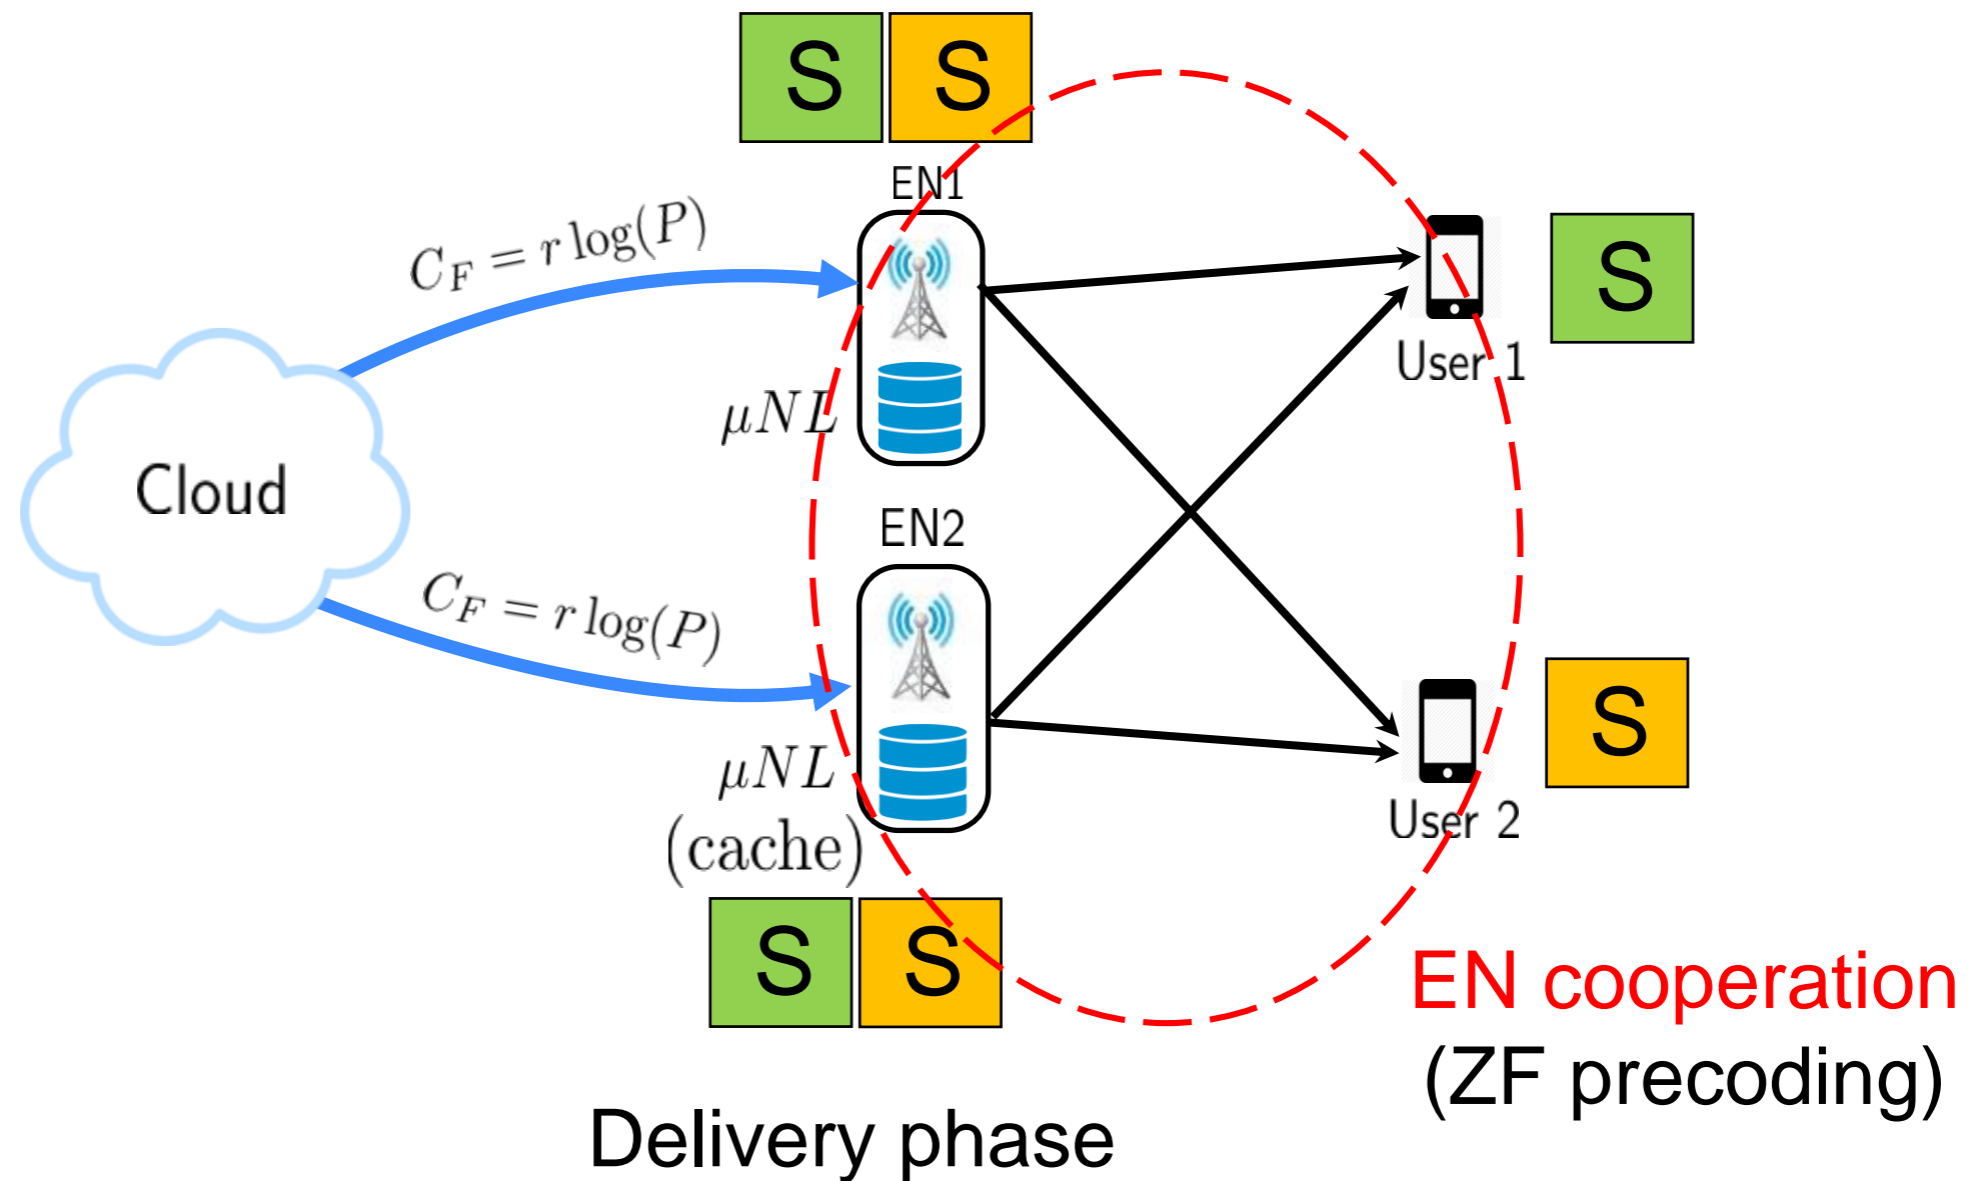 S S
EN1
C_F = r log(P)
S
User 1
μNL
Cloud
EN2
C_F = r log(P)
S
μNL
User 2
(cache)
S S
EN cooperation
(ZF precoding)
Delivery phase